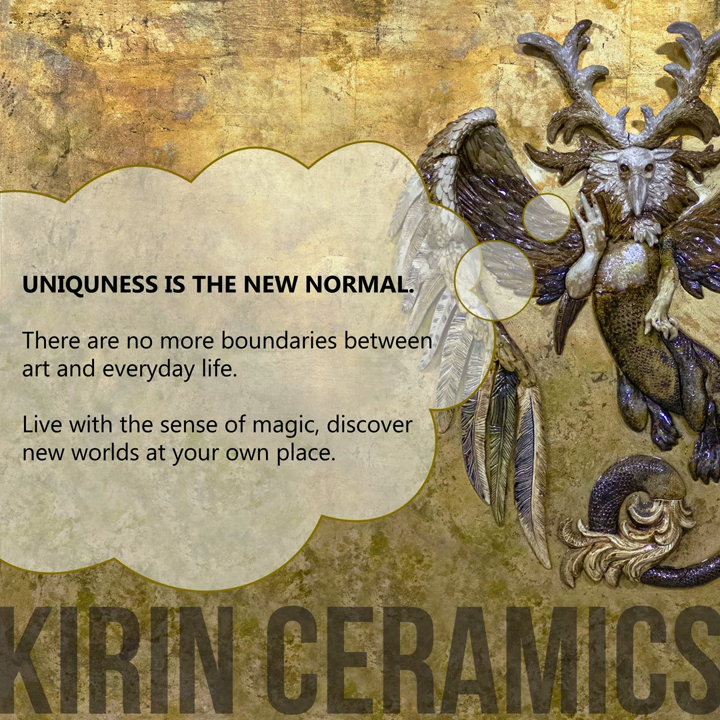 UNIQUNESS IS THE NEW NORMAL.
There are no more boundaries between
art and everyday life.
Live with the sense of magic, discover
new worlds at your own place.
KIRIN CERAMICS